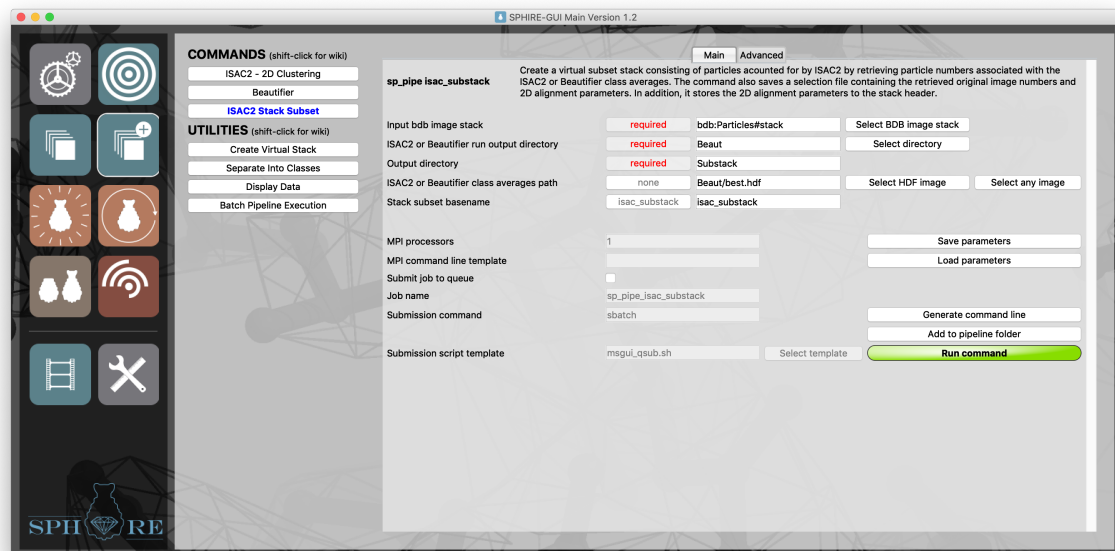 SPHIRE-GUI Main Version 1.2
COMMANDS (shift-click for wiki)
ISAC2 - 2D Clustering
Beautifier
ISAC2 Stack Subset
UTILITIES (shift-click for wiki)
Create Virtual Stack
Separate Into Classes
Display Data
Batch Pipeline Execution
SPH RE
Main Advanced
sp_pipe isac_substack
Create a virtual subset stack consisting of particles acounted for by ISAC2 by retrieving particle numbers associated with the
ISAC2 or Beautifier class averages. The command also saves a selection file containing the retrieved original image numbers and
2D alignment parameters. In addition, it stores the 2D alignment parameters to the stack header.
Input bdb image stack required bdb:Particles#stack Select BDB image stack
ISAC2 or Beautifier run output directory required Beaut Select directory
Output directory required Substack
ISAC2 or Beautifier class averages path none Beaut/best.hdf Select HDF image Select any image
Stack subset basename isac_substack isac_substack
MPI processors 1 Save parameters
MPI command line template Load parameters
Submit job to queue
Job name sp_pipe_isac_substack
Submission command sbatch Generate command line
Add to pipeline folder
Submission script template msgui_qsub.sh Select template Run command